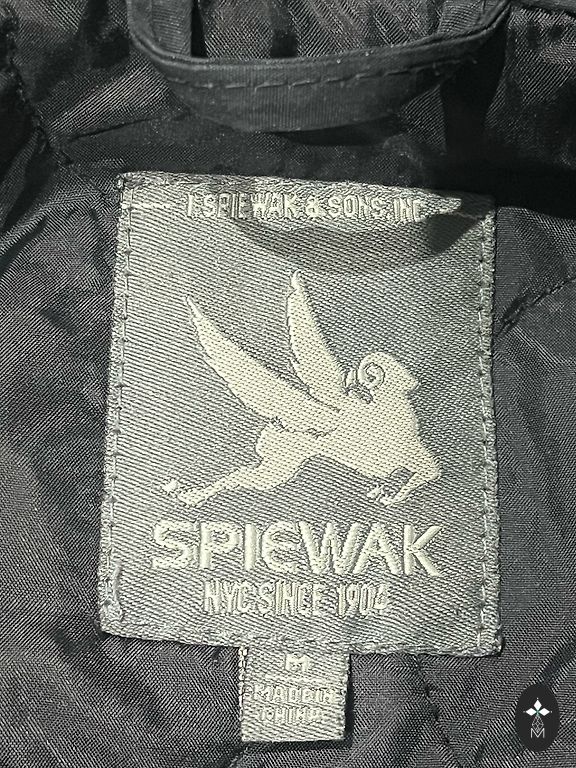 I. SPIEWAK & SONS, INC
SPIEWAK
NYC. SINCE 1904
M
MADE IN
CHINA
M